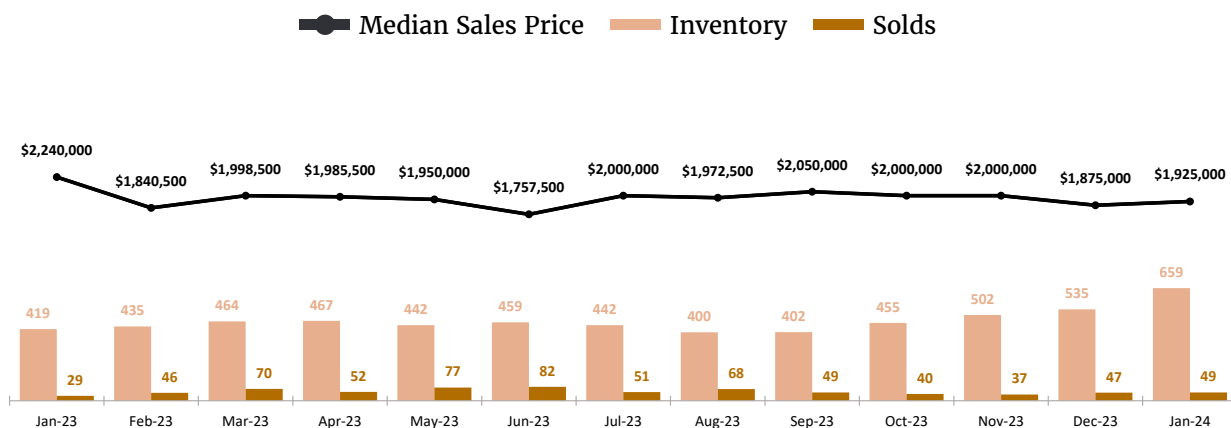 Median Sales Price Inventory Solds
$2,240,000 $1,840,500 $1,998,500 $1,985,500 $1,950,000 $1,757,500 $2,000,000 $1,972,500 $2,050,000 $2,000,000 $2,000,000 $1,875,000 $1,925,000
419 435 464 467 442 459 442 400 402 455 502 535 659
29 46 70 52 77 82 51 68 49 40 37 47 49
Jan-23 Feb-23 Mar-23 Apr-23 May-23 Jun-23 Jul-23 Aug-23 Sep-23 Oct-23 Nov-23 Dec-23 Jan-24